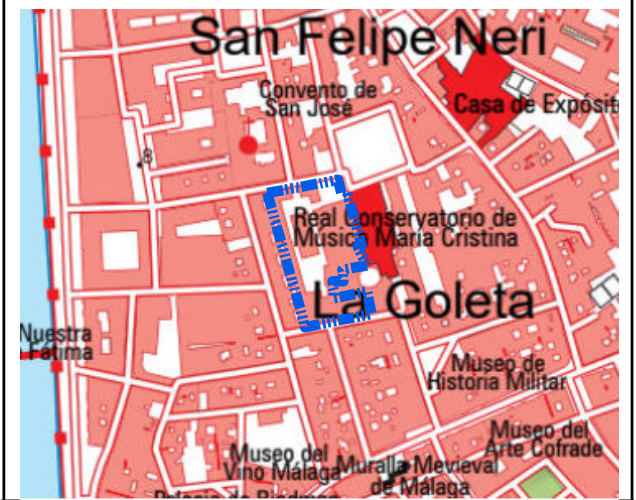 San Felipe Neri
Convento de
San José
Casa de Expósit
8
Real Conservatorio de
Música María Cristina
La Goleta
Nuestra
Fátima
Museo de
Historia Militar
Museo del
Arte Cofrade
Museo del
Vino Málaga
Muralla Medieval
de Málaga